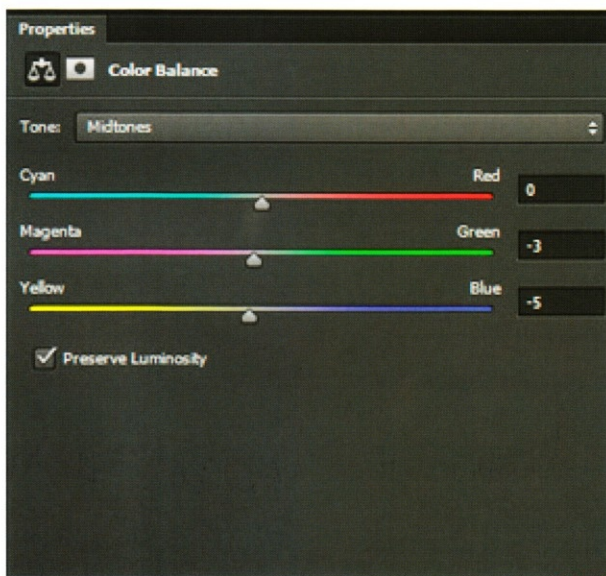 Properties
Color Balance
Tone: Midtones
Cyan Red 0
Magenta Green -3
Yellow Blue -5
Preserve Luminosity